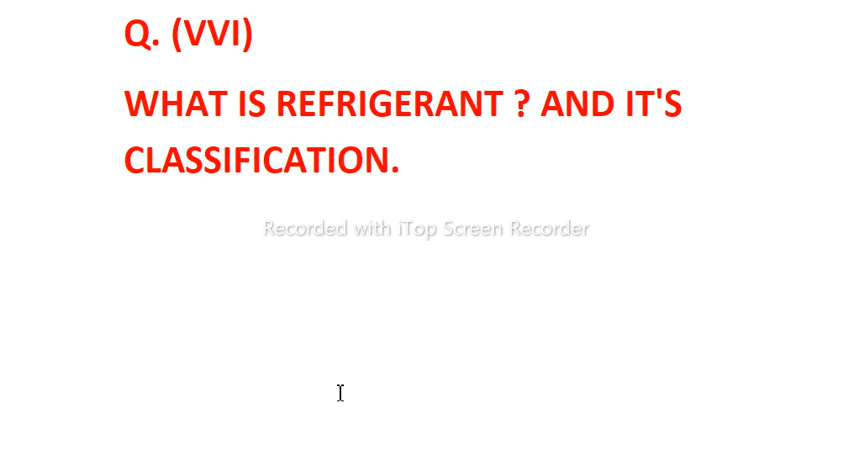 Q. (VVI)
WHAT IS REFRIGERANT ? AND IT'S
CLASSIFICATION.
Recorded with iTop Screen Recorder